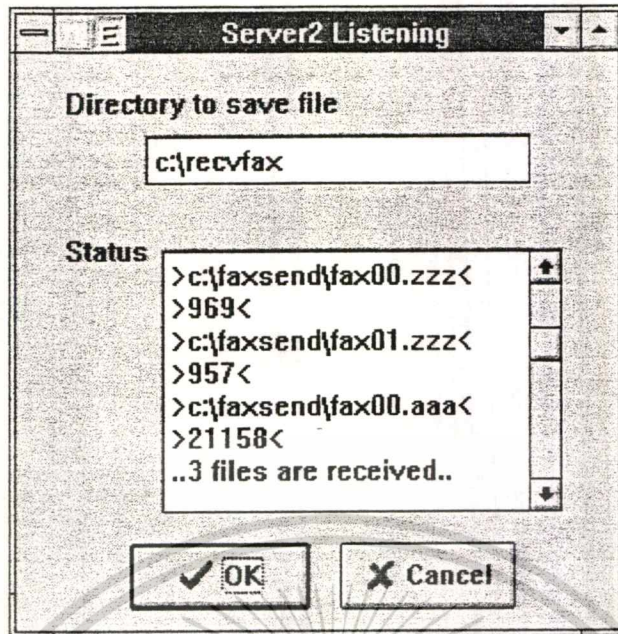 Server2 Listening
Directory to save file
c:\recvfax
Status
>c:\faxsend\fax00.zzz<
>969<
>c:\faxsend\fax01.zzz<
>957<
>c:\faxsend\fax00.aaa<
>21158<
..3 files are received..
OK
Cancel